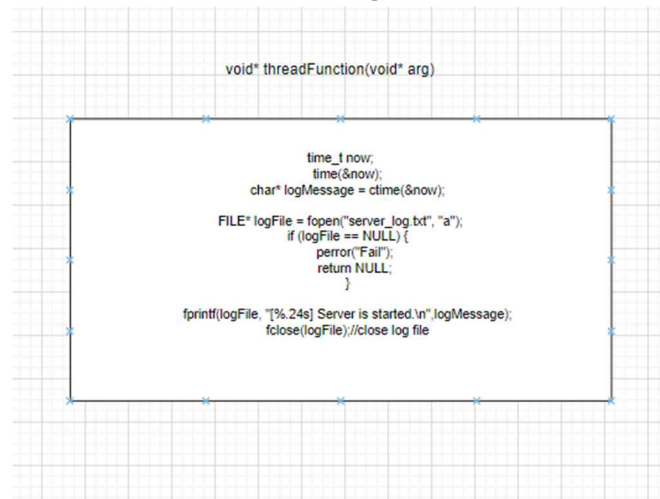 void* threadFunction(void* arg)
time_t now;
time(&now);
char* logMessage = ctime(&now);
FILE* logFile = fopen("server_log.txt", "a");
if (logFile == NULL) {
perror("Fail");
return NULL;
}
fprintf(logFile, "[%.24s] Server is started.\n",logMessage);
fclose(logFile);//close log file